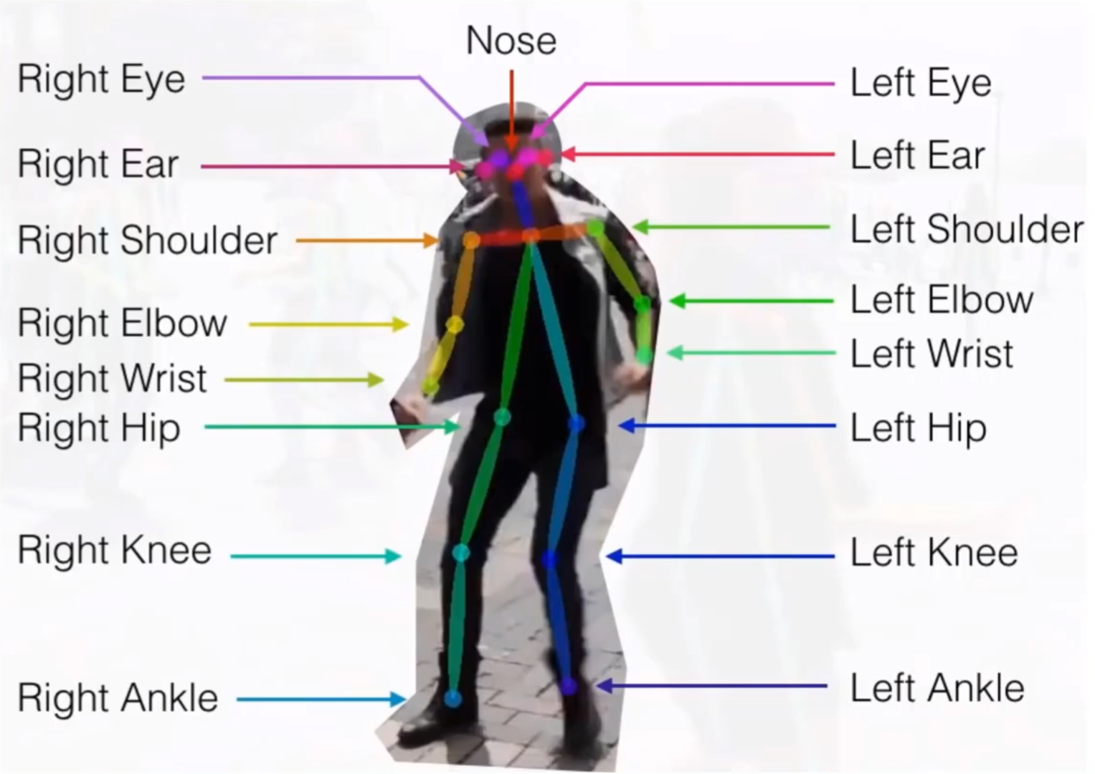 Nose
Right Eye
Left Eye
Right Ear
Left Ear
Right Shoulder
Left Shoulder
Right Elbow
Left Elbow
Right Wrist
Left Wrist
Right Hip
Left Hip
Right Knee
Left Knee
Right Ankle
Left Ankle